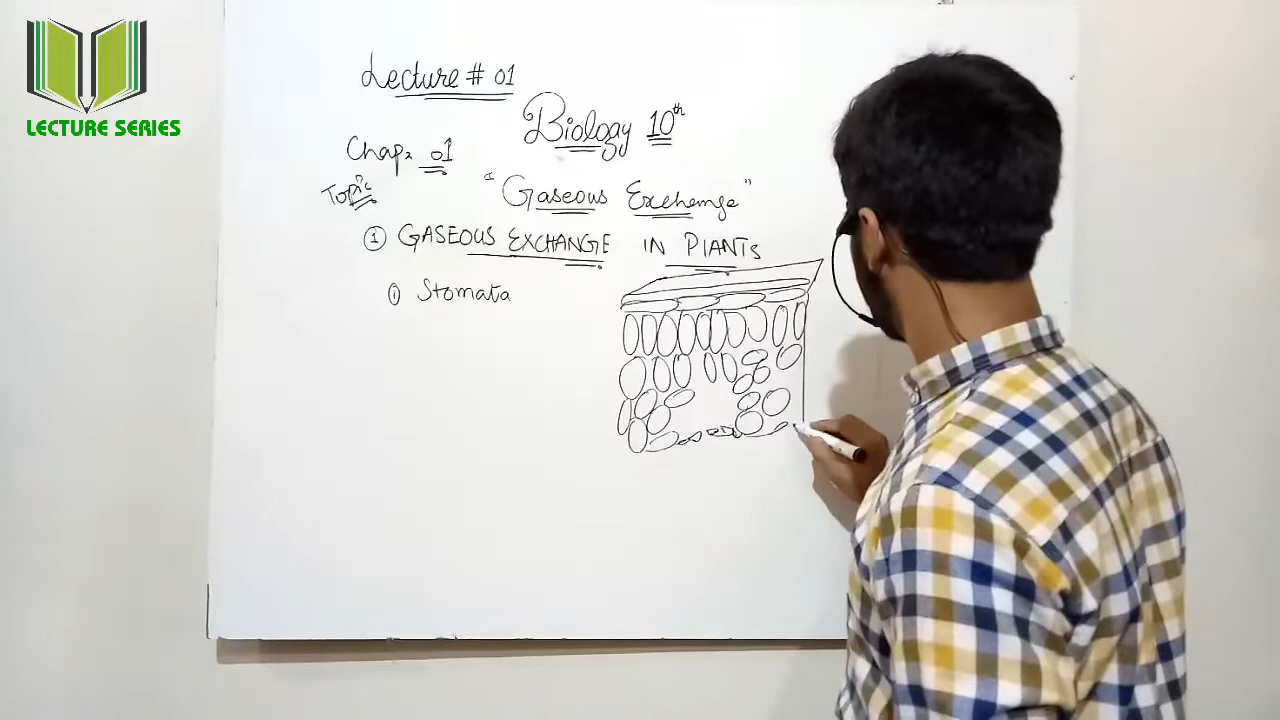 LECTURE SERIES
Lecture # 01
Biology 10th
Chap: 01
Topic
"Gaseous Exchange"
① GASEOUS EXCHANGE IN PlANTS
① Stomata